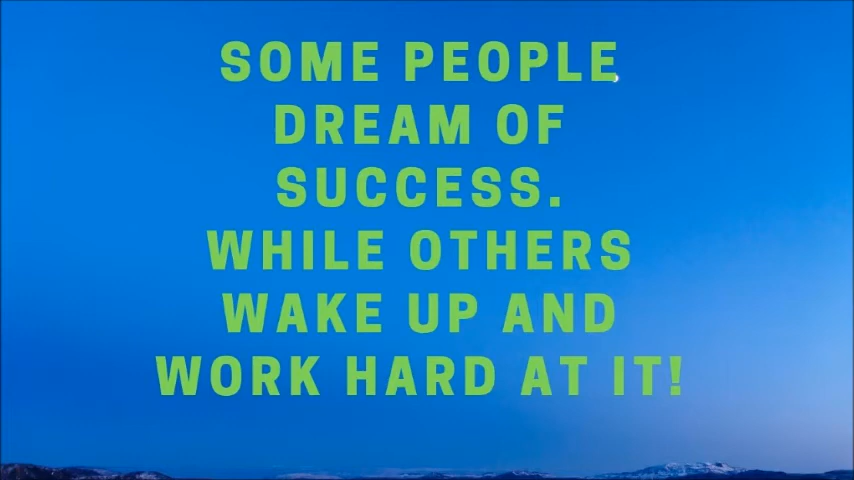 SOME PEOPLE
DREAM OF
SUCCESS.
WHILE OTHERS
WAKE UP AND
WORK HARD AT IT!